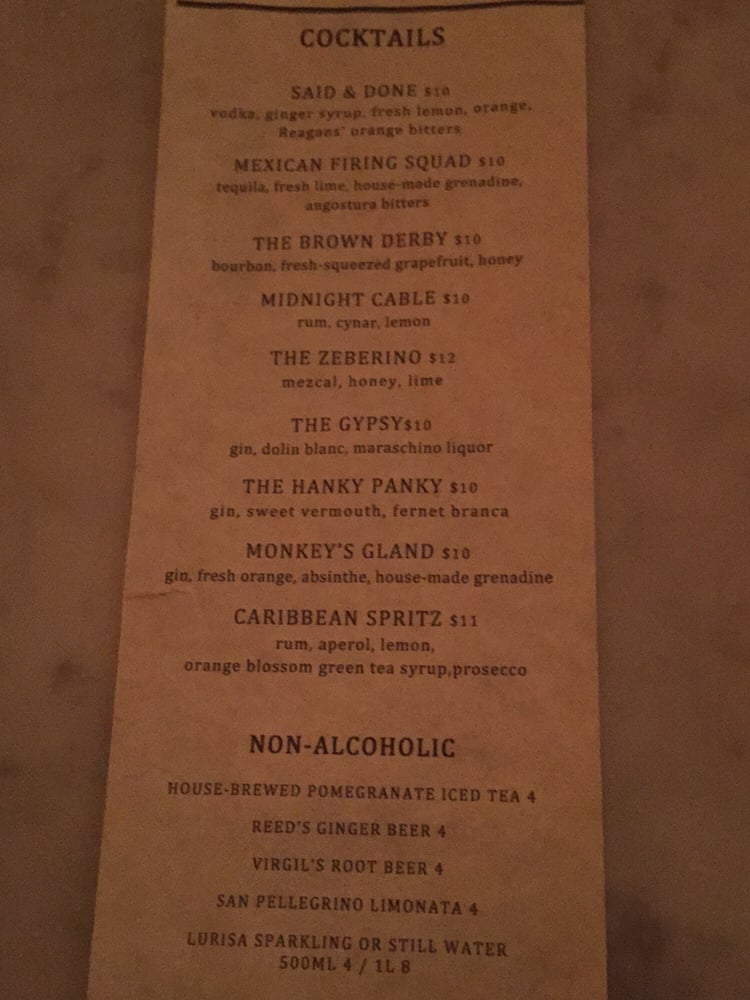 COCKTAILS
SAID & DONE $10
vodka, ginger syrup, fresh lemon, orange,
Reagans' orange bitters
MEXICAN FIRING SQUAD $10
tequila, fresh lime, house-made grenadine,
angostura bitters
THE BROWN DERBY $10
bourbon, fresh-squeezed grapefruit, honey
MIDNIGHT CABLE $10
rum, cynar, lemon
THE ZEBERINO $12
mezcal, honey, lime
THE GYPSY$10
gin, dolin blanc, maraschino liquor
THE HANKY PANKY $10
gin, sweet vermouth, fernet branca
MONKEY'S GLAND $10
gin, fresh orange, absinthe, house-made grenadine
CARIBBEAN SPRITZ $11
rum, aperol, lemon,
orange blossom green tea syrup,prosecco
NON-ALCOHOLIC
HOUSE-BREWED POMEGRANATE ICED TEA 4
REED'S GINGER BEER 4
VIRGIL'S ROOT BEER 4
SAN PELLEGRINO LIMONATA 4
LURISA SPARKLING OR STILL WATER
500ML 4 / 1L 8